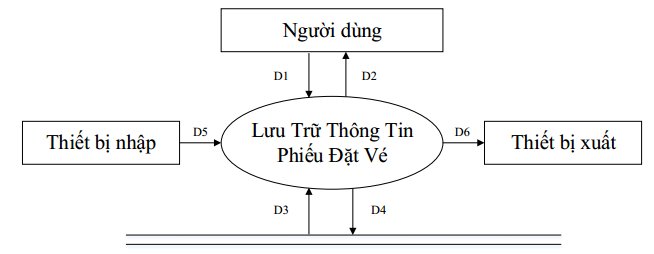 Người dùng
D1
D2
Thiết bị nhập
D5
Lưu Trữ Thông Tin
Phiếu Đặt Vé
D6
Thiết bị xuất
D3
D4